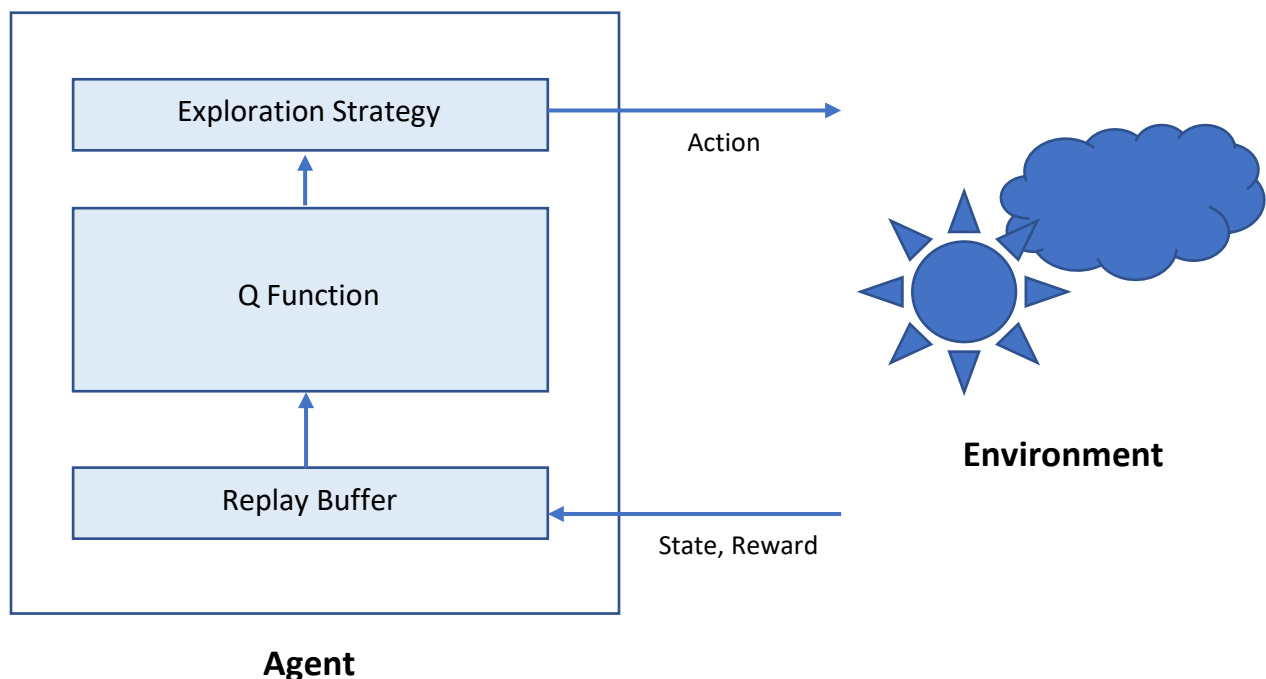 Exploration Strategy
Action
Q Function
Environment
Replay Buffer
State, Reward
Agent